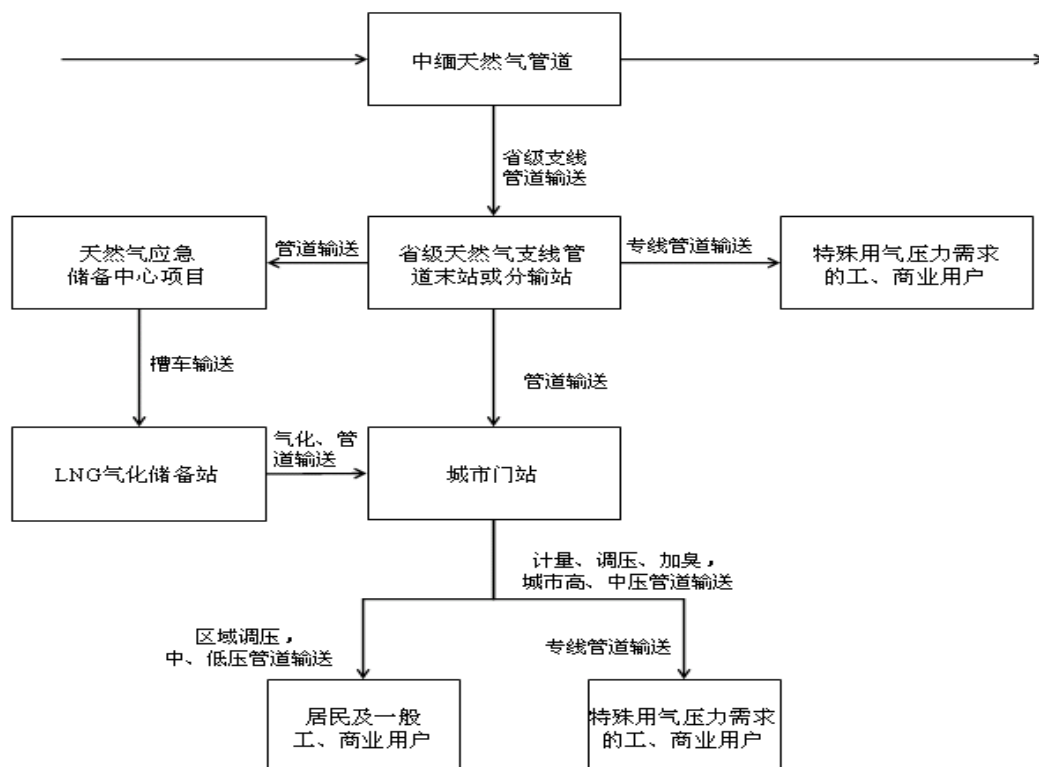 中缅天然气管道
省级支线
管道输送
天然气应急
储备中心项目
管道输送
省级天然气支线管
道末站或分输站
专线管道输送
特殊用气压力需求
的工、商业用户
槽车输送
管道输送
LNG气化储备站
气化、管
道输送
城市门站
计量、调压、加臭，
城市高、中压管道输送
区域调压，
中、低压管道输送
专线管道输送
居民及一般
工、商业用户
特殊用气压力需求
的工、商业用户